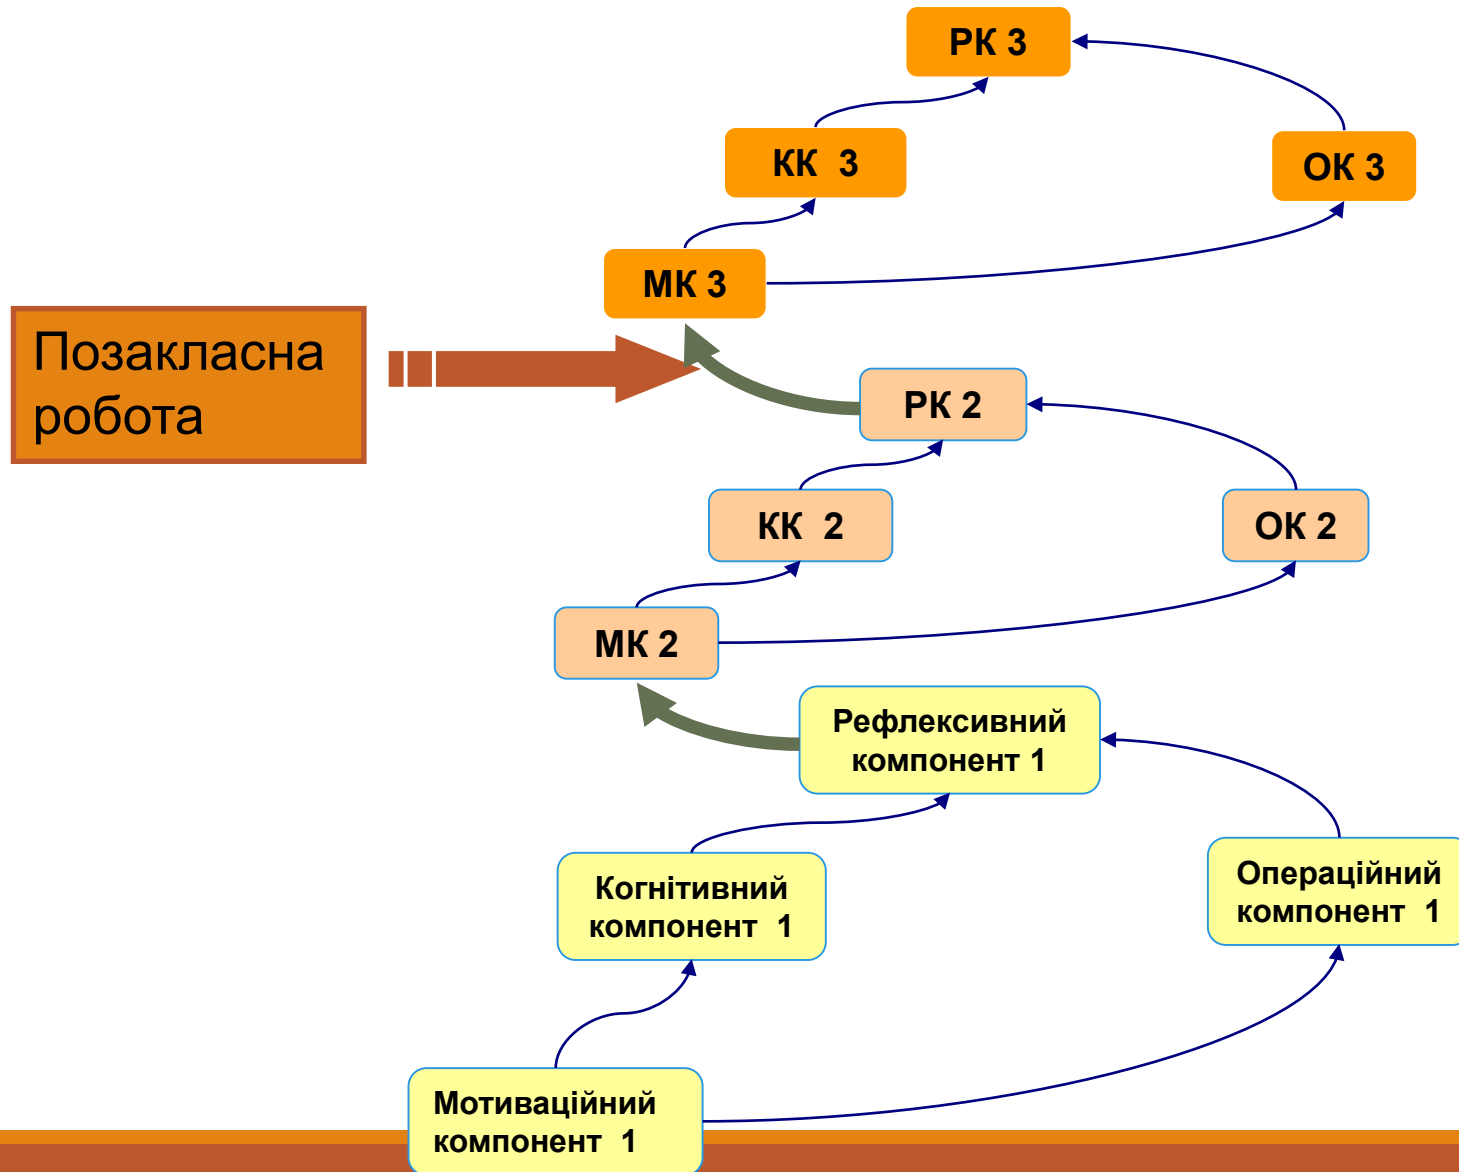 РК 3
КК 3
ОК 3
МК 3
Позакласна
робота
РК 2
КК 2
ОК 2
МК 2
Рефлексивний
компонент 1
Когнітивний
компонент 1
Операційний
компонент 1
Мотиваційний
компонент 1